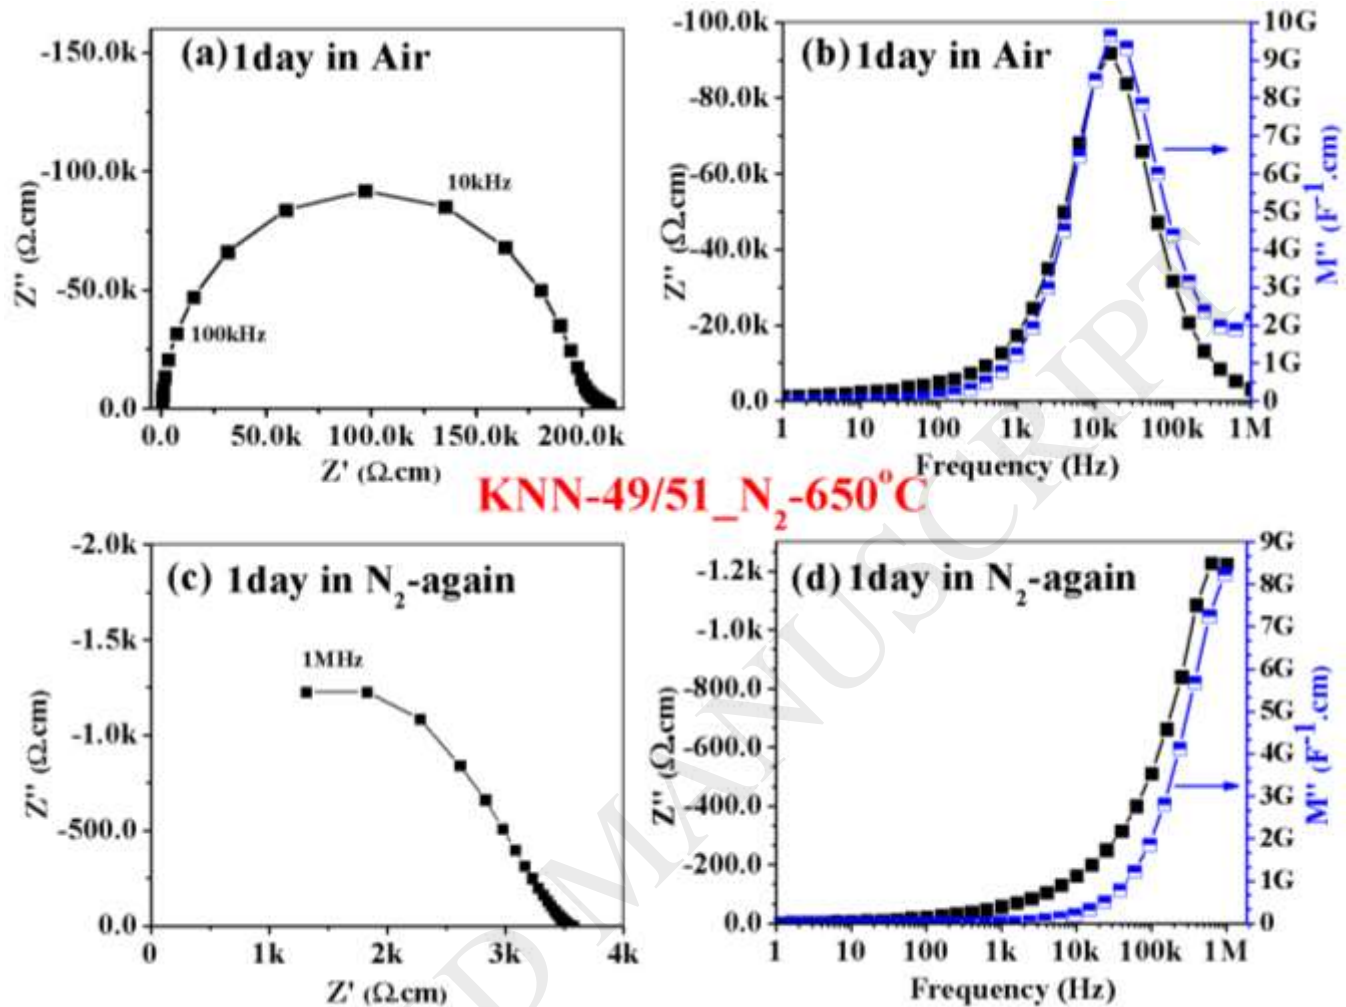 (a) 1day in Air
-150.0k
-100.0k
-50.0k
0.0
Z'' (Ω.cm)
10kHz
100kHz
0.0 50.0k 100.0k 150.0k 200.0k
Z' (Ω.cm)
(b) 1day in Air
-100.0k
-80.0k
-60.0k
-40.0k
-20.0k
0.0
Z'' (Ω.cm)
10G
9G
8G
7G
6G
5G
4G
3G
2G
1G
0
M'' (F⁻¹.cm)
1 10 100 1k 10k 100k 1M
Frequency (Hz)
KNN-49/51_N₂-650°C
(c) 1day in N₂-again
-2.0k
-1.5k
-1.0k
-500.0
0.0
Z'' (Ω.cm)
1MHz
0 1k 2k 3k 4k
Z' (Ω.cm)
(d) 1day in N₂-again
-1.2k
-1.0k
-800.0
-600.0
-400.0
-200.0
0.0
Z'' (Ω.cm)
9G
8G
7G
6G
5G
4G
3G
2G
1G
0
M'' (F⁻¹.cm)
1 10 100 1k 10k 100k 1M
Frequency (Hz)
D MANUSCRIPT